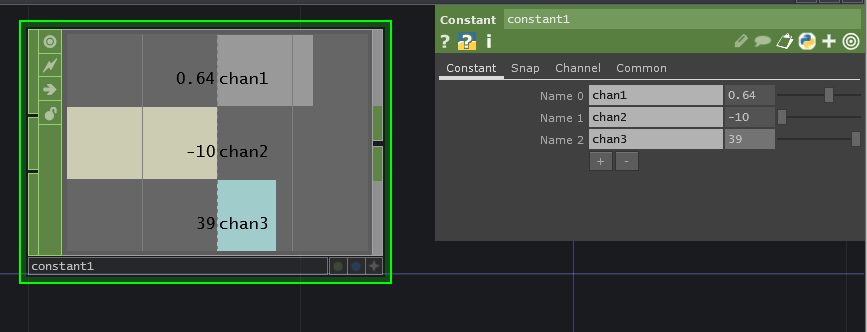 0.64 chan1
-10 chan2
39 chan3
constant1
Constant constant1
? ? i
Constant Snap Channel Common
Name 0 chan1 0.64
Name 1 chan2 -10
Name 2 chan3 39
+ -